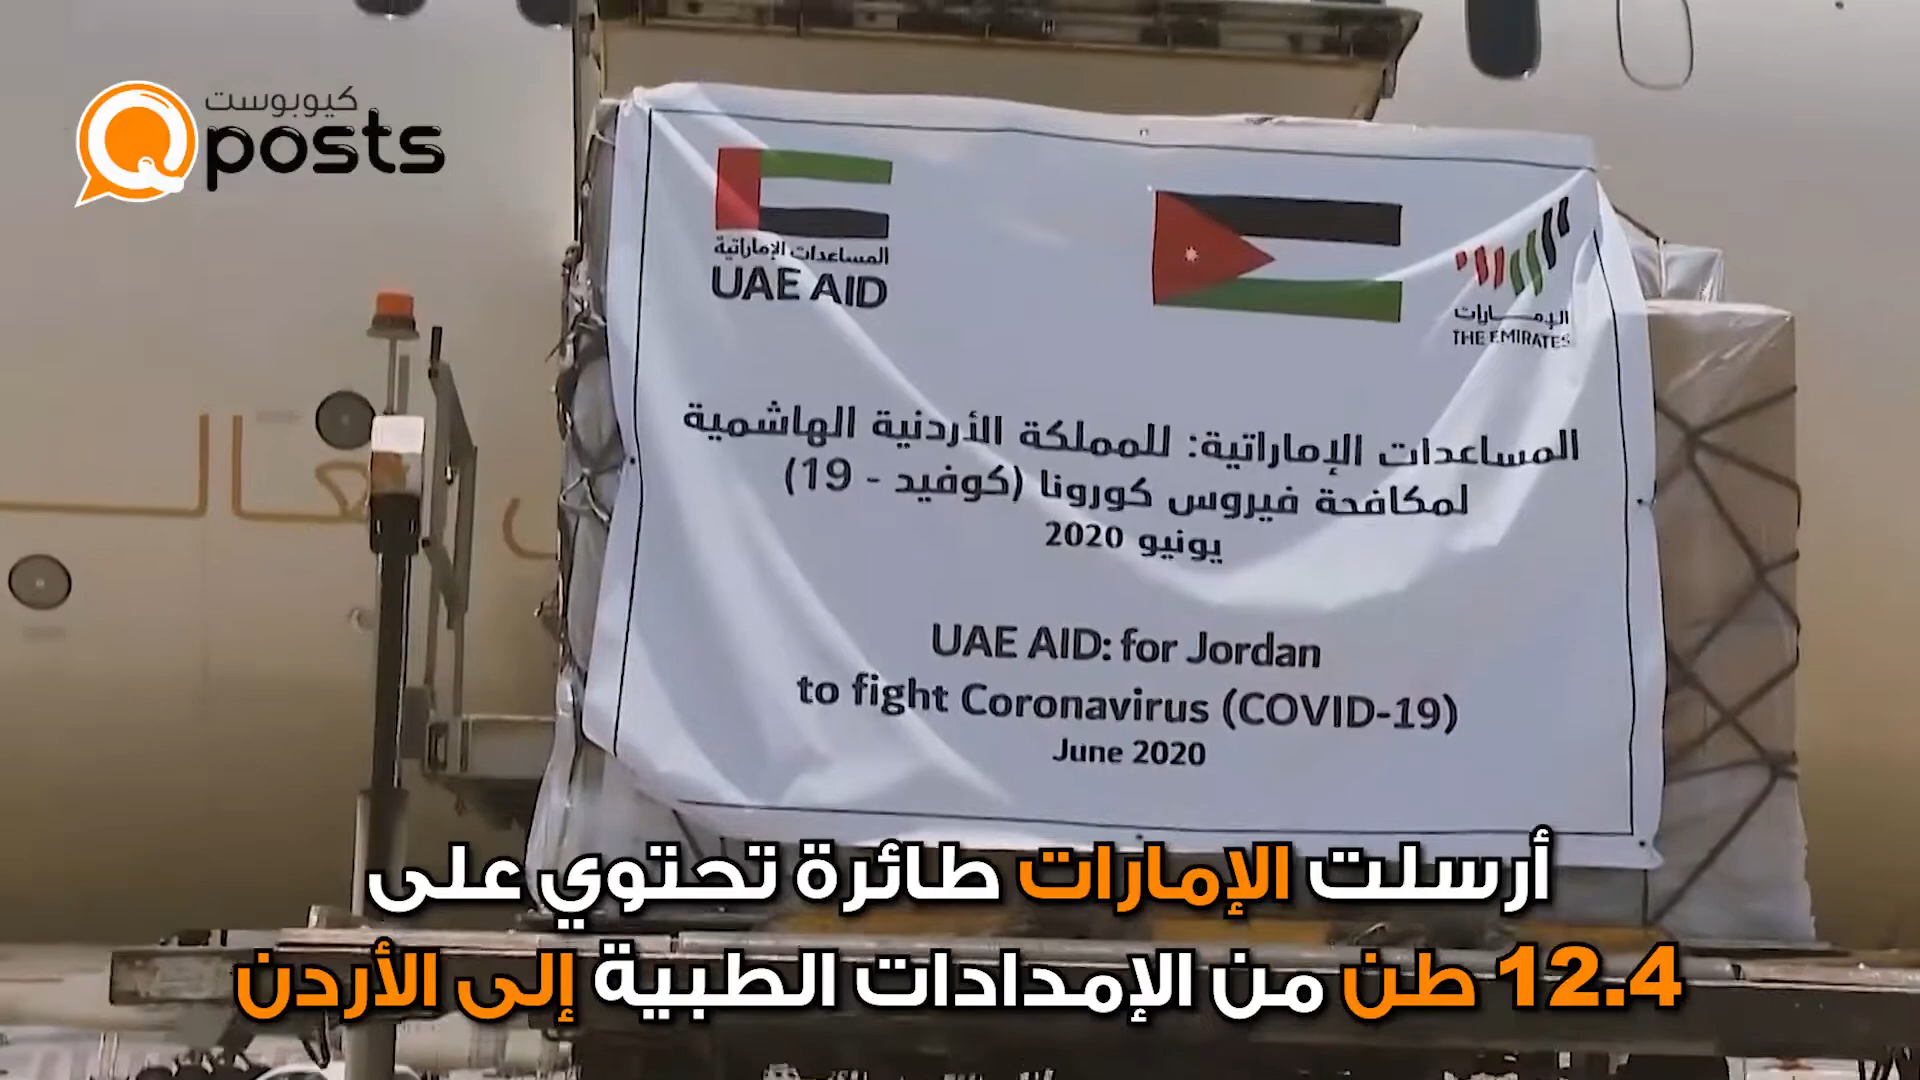 كيوبوست
Qposts
المساعدات الإماراتية
UAE AID
الإمارات
THE EMIRATES
المساعدات الإماراتية: للمملكة الأردنية الهاشمية
لمكافحة فيروس كورونا (كوفيد - 19)
يونيو 2020
UAE AID: for Jordan
to fight Coronavirus (COVID-19)
June 2020
أرسلت الإمارات طائرة تحتوي على
12.4 طن من الإمدادات الطبية إلى الأردن